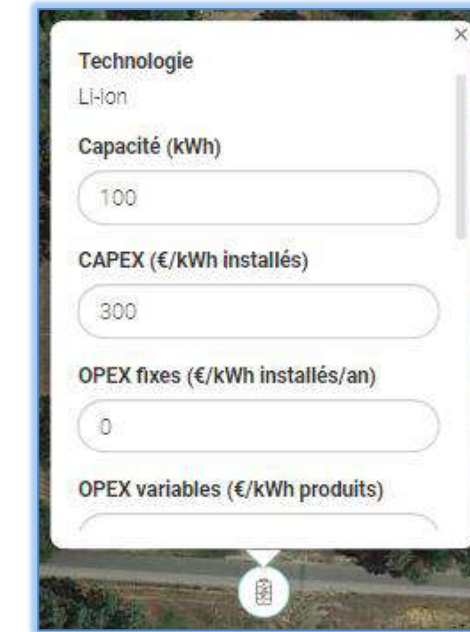 Technologie
Li-ion
Capacité (kWh)
100
CAPEX (€/kWh installés)
300
OPEX fixes (€/kWh installés/an)
0
OPEX variables (€/kWh produits)